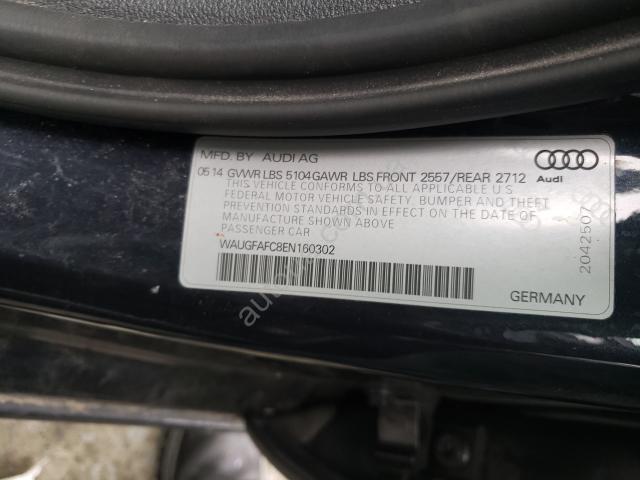 MFD. BY AUDI AG
05 14 GVWR LBS 5104 GAWR LBS FRONT 2557/REAR 2712
THIS VEHICLE CONFORMS TO ALL APPLICABLE U S
FEDERAL MOTOR VEHICLE SAFETY, BUMPER AND THEFT
PREVENTION STANDARDS IN EFFECT ON THE DATE OF
MANUFACTURE SHOWN ABOVE
PASSENGER CAR
WAUGFAFC8EN160302
Audi
2042507
GERMANY